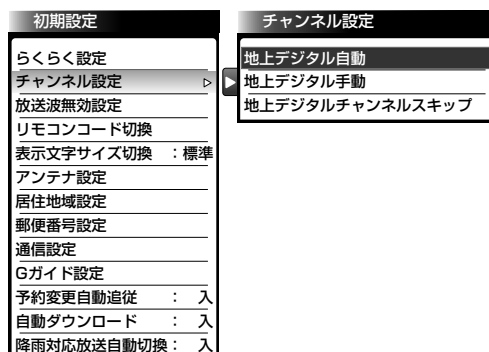 初期設定
らくらく設定
チャンネル設定
放送波無効設定
リモコンコード切換
表示文字サイズ切換 ：標準
アンテナ設定
居住地域設定
郵便番号設定
通信設定
Gガイド設定
予約変更自動追従 ： 入
自動ダウンロード ： 入
降雨対応放送自動切換： 入
チャンネル設定
地上デジタル自動
地上デジタル手動
地上デジタルチャンネルスキップ